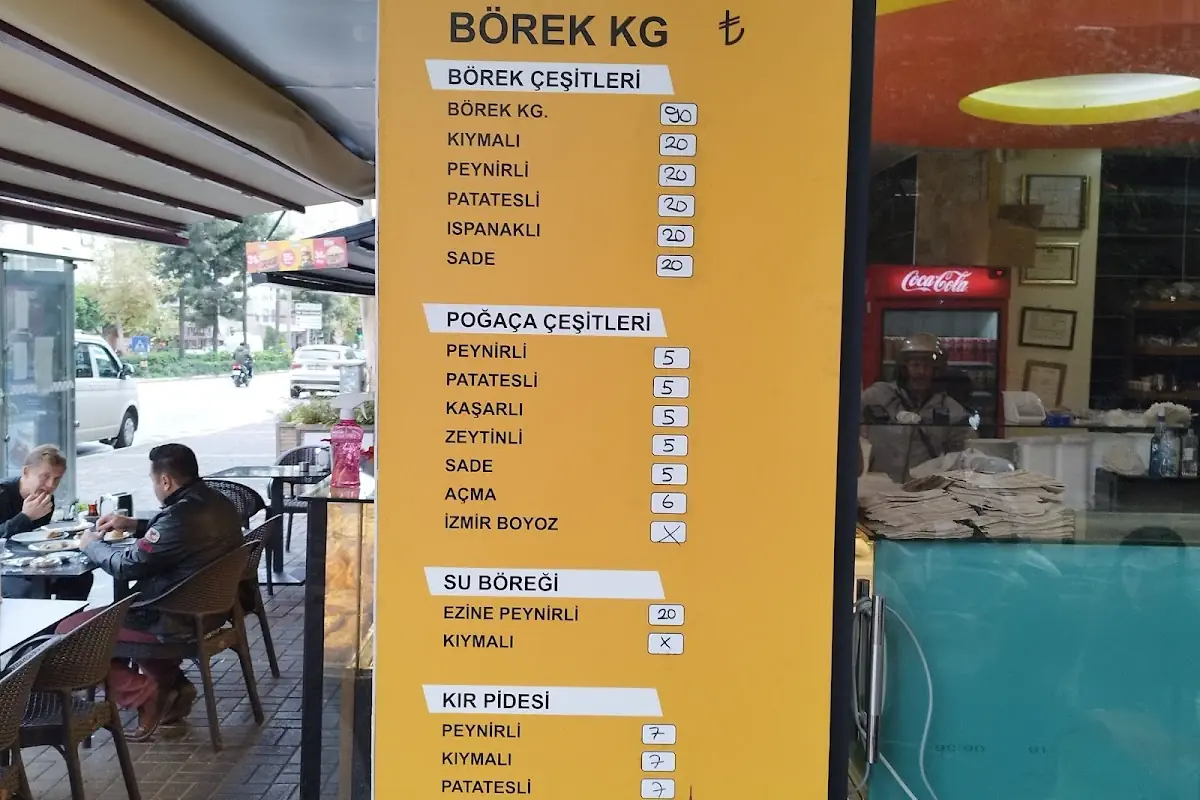 BÖREK KG ₺
BÖREK ÇEŞİTLERİ
BÖREK KG. 90
KIYMALI 20
PEYNİRLİ 20
PATATESLİ 20
ISPANAKLI 20
SADE 20
POĞAÇA ÇEŞİTLERİ
PEYNİRLİ 5
PATATESLİ 5
KAŞARLI 5
ZEYTİNLİ 5
SADE 5
AÇMA 6
İZMİR BOYOZ X
SU BÖREĞİ
EZİNE PEYNİRLİ 20
KIYMALI X
KIR PİDESİ
PEYNİRLİ 7
KIYMALI 7
PATATESLİ 7
Coca-Cola